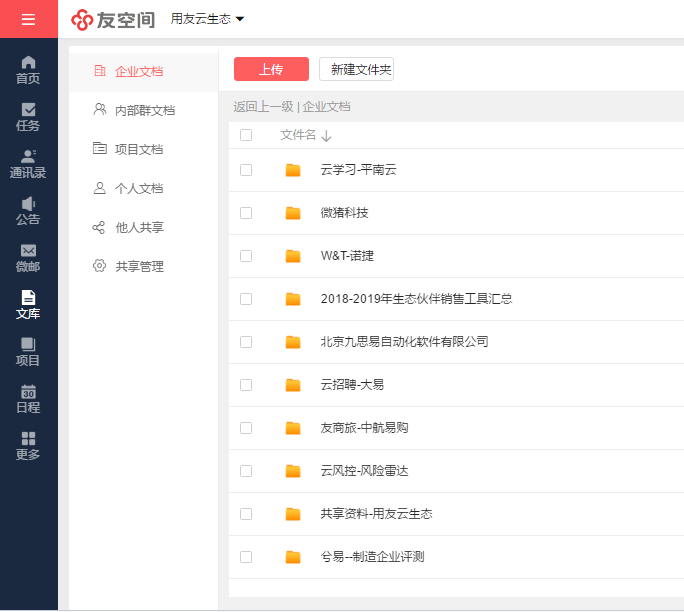 友空间
用友云生态
首页
任务
通讯录
公告
微邮
文库
项目
30
日程
更多
企业文档
内部群文档
项目文档
个人文档
他人共享
共享管理
上传
新建文件夹
返回上一级 | 企业文档
文件名
云学习-平南云
微猪科技
W&T-诺捷
2018-2019年生态伙伴销售工具汇总
北京九思易自动化软件有限公司
云招聘-大易
友商旅-中航易购
云风控-风险雷达
共享资料-用友云生态
兮易--制造企业评测